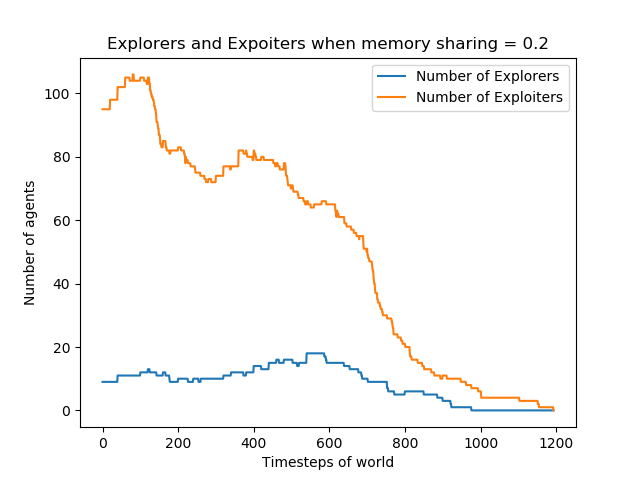 Explorers and Expoiters when memory sharing = 0.2
Number of Explorers
Number of Exploiters
Number of agents
100
80
60
40
20
0
0 200 400 600 800 1000 1200
Timesteps of world